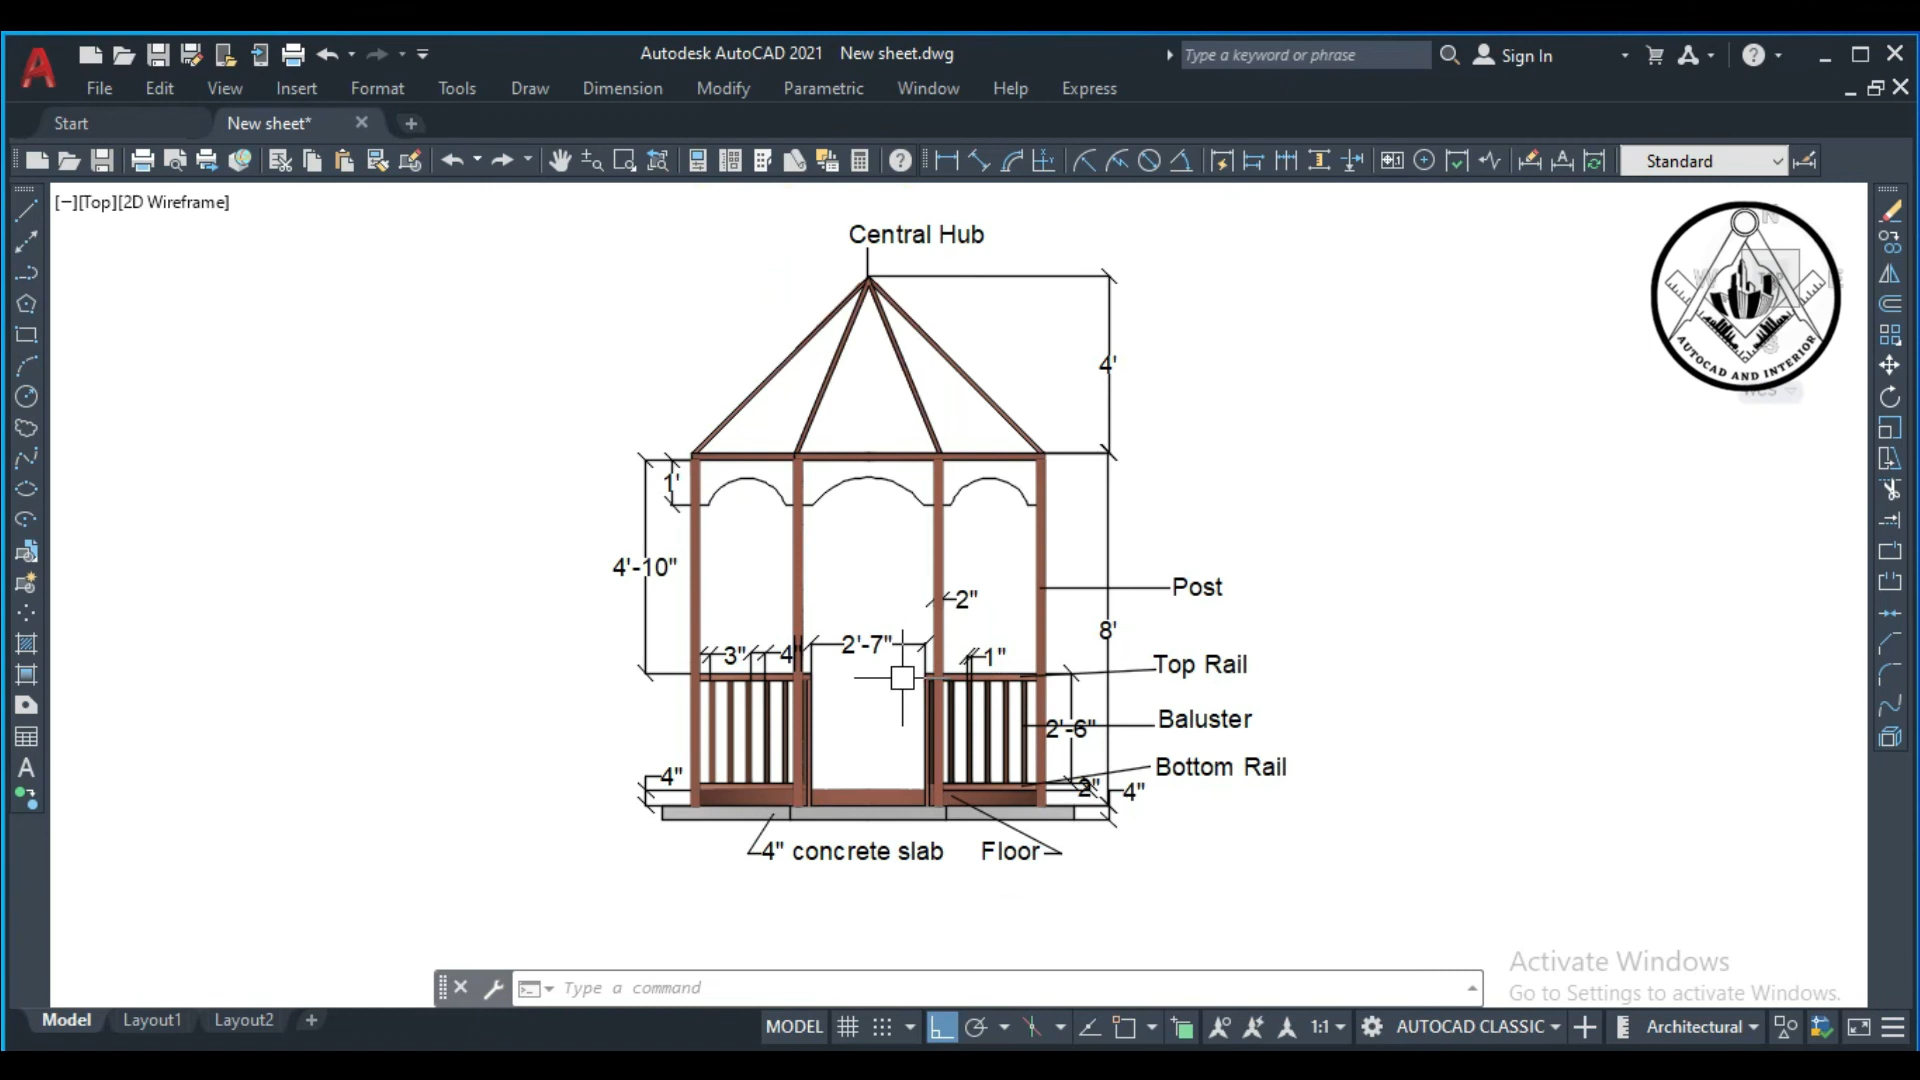 Autodesk AutoCAD 2021 New sheet.dwg
Type a keyword or phrase
Sign In
File Edit View Insert Format Tools Draw Dimension Modify Parametric Window Help Express
Start
New sheet*
Standard
[−][Top][2D Wireframe]
Central Hub
AUTOCAD AND INTERIOR
4'
1'
4'-10"
Post
2"
8'
2'-7"
3"
4"
1"
Top Rail
Baluster
2'-6"
Bottom Rail
4"
2"
4"
4" concrete slab
Floor
Activate Windows
Go to Settings to activate Windows.
Type a command
Model Layout1 Layout2
MODEL
1:1
AUTOCAD CLASSIC
Architectural